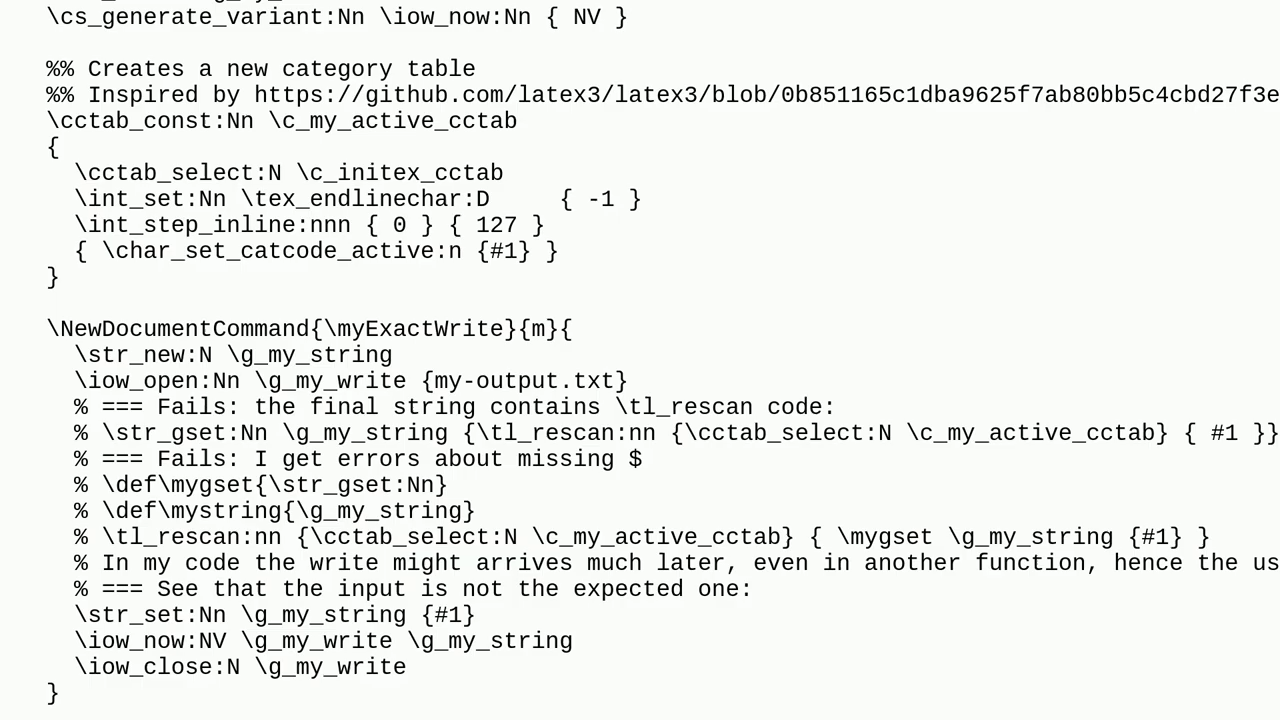 \cs_generate_variant:Nn \iow_now:Nn { NV }
%% Creates a new category table
%% Inspired by https://github.com/latex3/latex3/blob/0b851165c1dba9625f7ab80bb5c4cbd27f3e
\cctab_const:Nn \c_my_active_cctab
{
\cctab_select:N \c_initex_cctab
\int_set:Nn \tex_endlinechar:D     { -1 }
\int_step_inline:nnn { 0 } { 127 }
{ \char_set_catcode_active:n {#1} }
}
\NewDocumentCommand{\myExactWrite}{m}{
\str_new:N \g_my_string
\iow_open:Nn \g_my_write {my-output.txt}
% === Fails: the final string contains \tl_rescan code:
% \str_gset:Nn \g_my_string {\tl_rescan:nn {\cctab_select:N \c_my_active_cctab} { #1 }}
% === Fails: I get errors about missing $
% \def\mygset{\str_gset:Nn}
% \def\mystring{\g_my_string}
% \tl_rescan:nn {\cctab_select:N \c_my_active_cctab} { \mygset \g_my_string {#1} }
% In my code the write might arrives much later, even in another function, hence the us
% === See that the input is not the expected one:
\str_set:Nn \g_my_string {#1}
\iow_now:NV \g_my_write \g_my_string
\iow_close:N \g_my_write
}